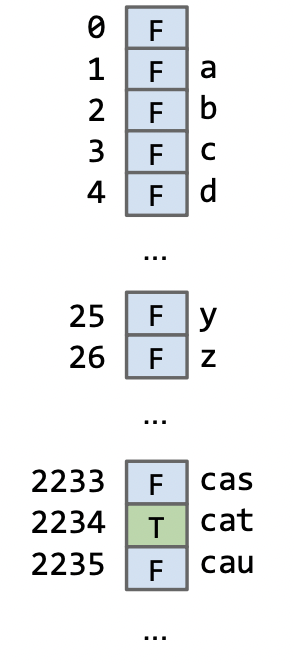 0 F
1 F a
2 F b
3 F c
4 F d
...
25 F y
26 F z
...
2233 F cas
2234 T cat
2235 F cau
...